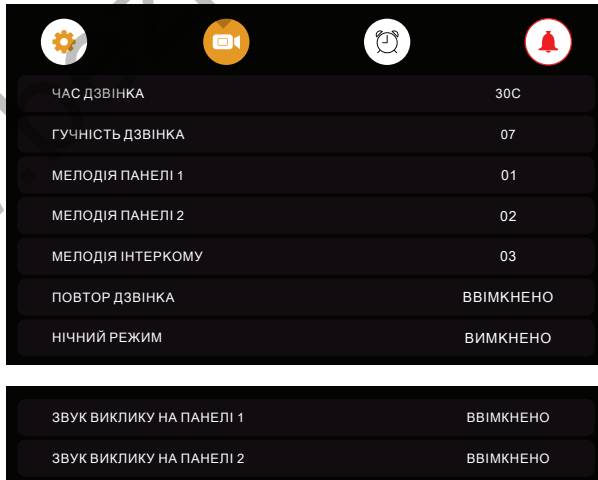 ЧАС ДЗВІНКА 30С
ГУЧНІСТЬ ДЗВІНКА 07
МЕЛОДІЯ ПАНЕЛІ 1 01
МЕЛОДІЯ ПАНЕЛІ 2 02
МЕЛОДІЯ ІНТЕРКОМУ 03
ПОВТОР ДЗВІНКА ВВІМКНЕНО
НІЧНИЙ РЕЖИМ ВИМКНЕНО
ЗВУК ВИКЛИКУ НА ПАНЕЛІ 1 ВВІМКНЕНО
ЗВУК ВИКЛИКУ НА ПАНЕЛІ 2 ВВІМКНЕНО